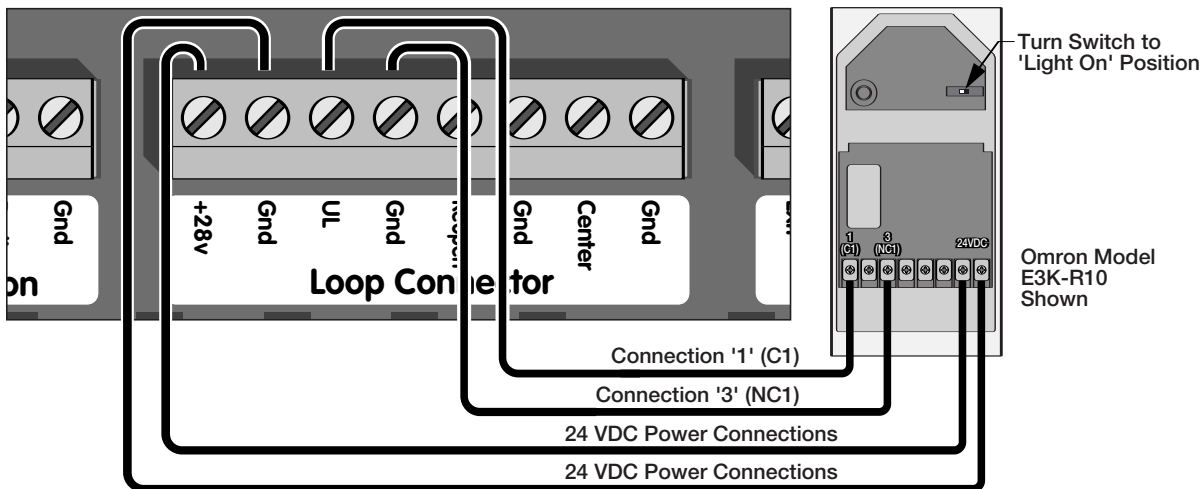 Turn Switch to
'Light On' Position
Gnd
+28v
Gnd
UL
Gnd
Gnd
Center
Gnd
on
Loop Connector
1
(C1)
3
(NC1)
24VDC
Omron Model
E3K-R10
Shown
Connection '1' (C1)
Connection '3' (NC1)
24 VDC Power Connections
24 VDC Power Connections